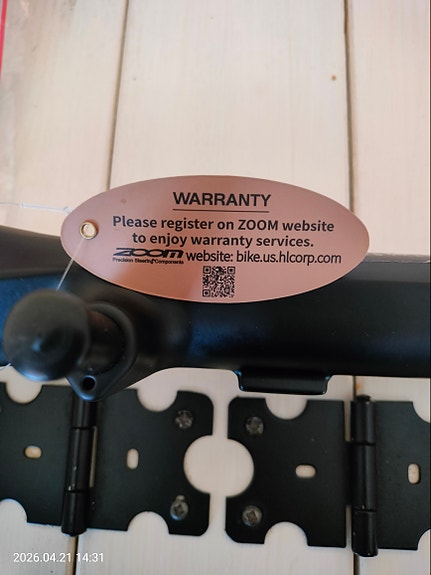 WARRANTY
Please register on ZOOM website
to enjoy warranty services.
ZOOM website: bike.us.hlcorp.com
Precision Steering Components
2026.04.21 14:31